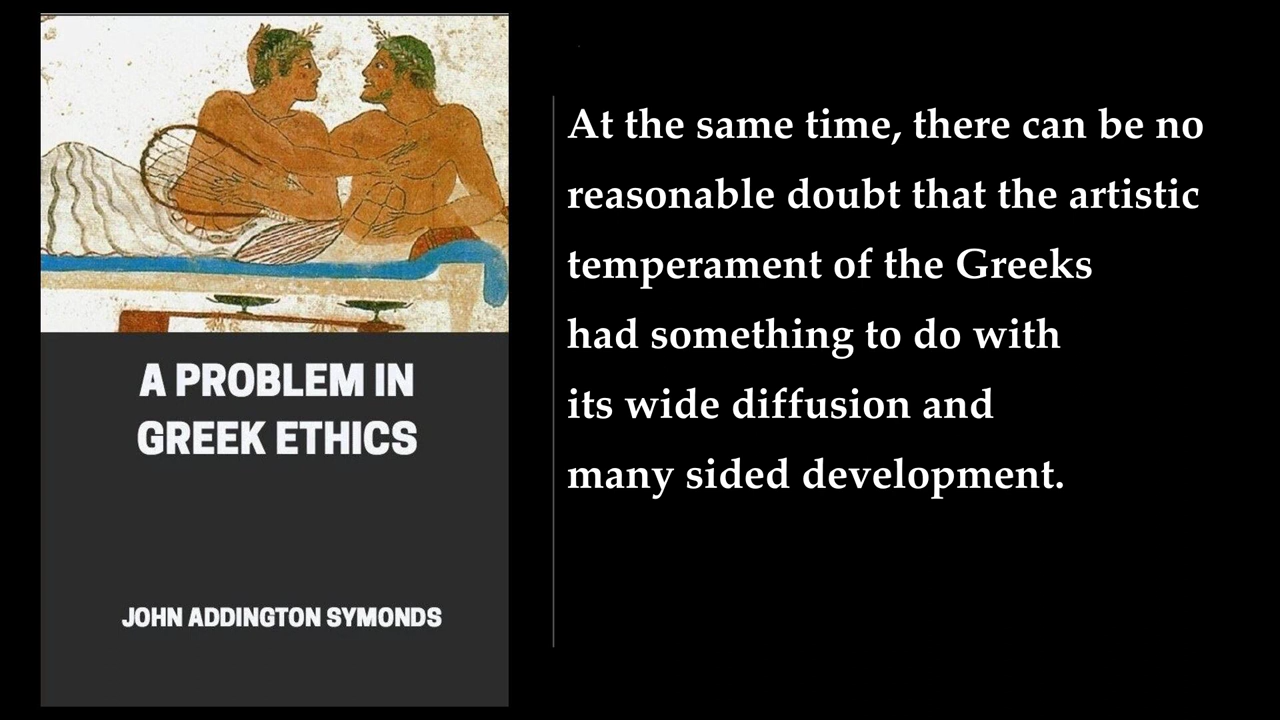 A PROBLEM IN
GREEK ETHICS
JOHN ADDINGTON SYMONDS
At the same time, there can be no
reasonable doubt that the artistic
temperament of the Greeks
had something to do with
its wide diffusion and
many sided development.